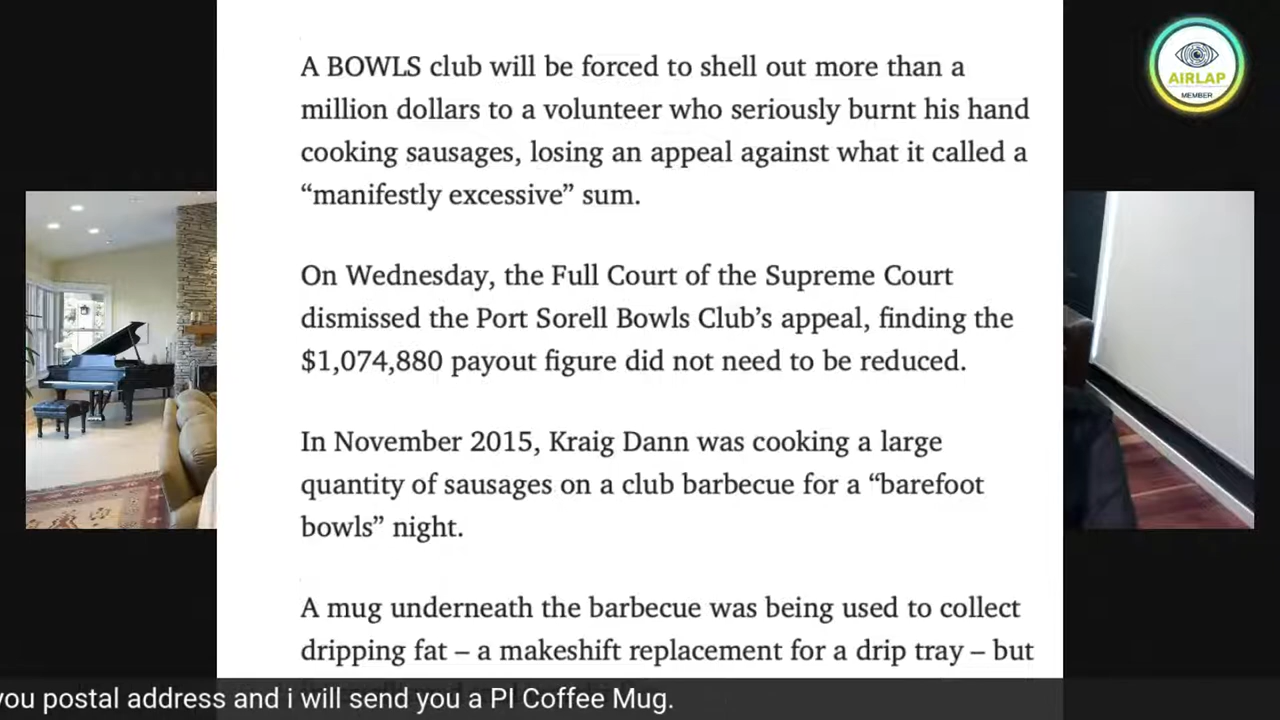 A BOWLS club will be forced to shell out more than a
million dollars to a volunteer who seriously burnt his hand
cooking sausages, losing an appeal against what it called a
“manifestly excessive” sum.
On Wednesday, the Full Court of the Supreme Court
dismissed the Port Sorell Bowls Club’s appeal, finding the
$1,074,880 payout figure did not need to be reduced.
In November 2015, Kraig Dann was cooking a large
quantity of sausages on a club barbecue for a “barefoot
bowls” night.
A mug underneath the barbecue was being used to collect
dripping fat – a makeshift replacement for a drip tray – but
you postal address and i will send you a PI Coffee Mug.
AIRLAP
MEMBER